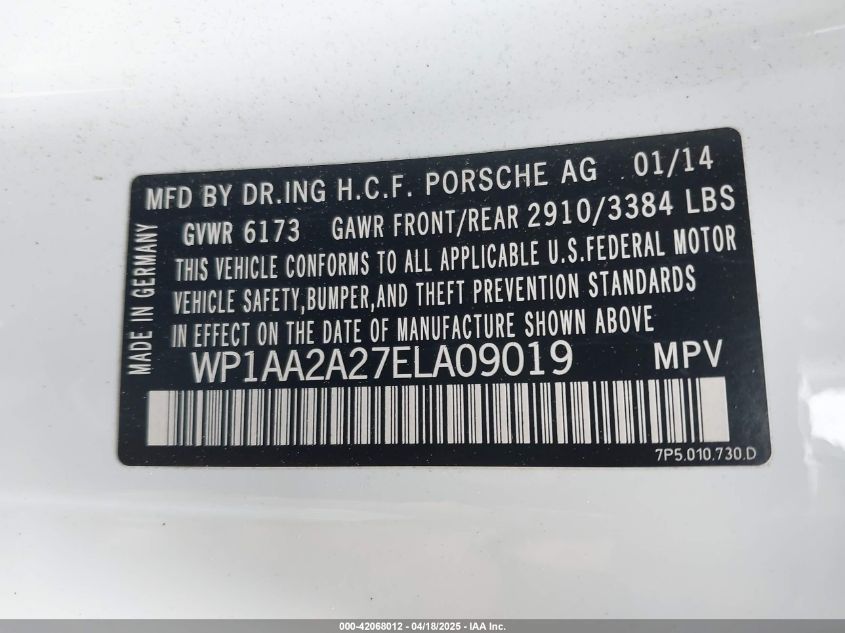 MFD BY DR.ING H.C.F. PORSCHE AG 01/14
GVWR 6173 GAWR FRONT/REAR 2910/3384 LBS
THIS VEHICLE CONFORMS TO ALL APPLICABLE U.S.FEDERAL MOTOR
VEHICLE SAFETY,BUMPER,AND THEFT PREVENTION STANDARDS
IN EFFECT ON THE DATE OF MANUFACTURE SHOWN ABOVE
MADE IN GERMANY
WP1AA2A27ELA09019 MPV
7P5.010.730.D
000-42068012 - 04/18/2025 - IAA Inc.